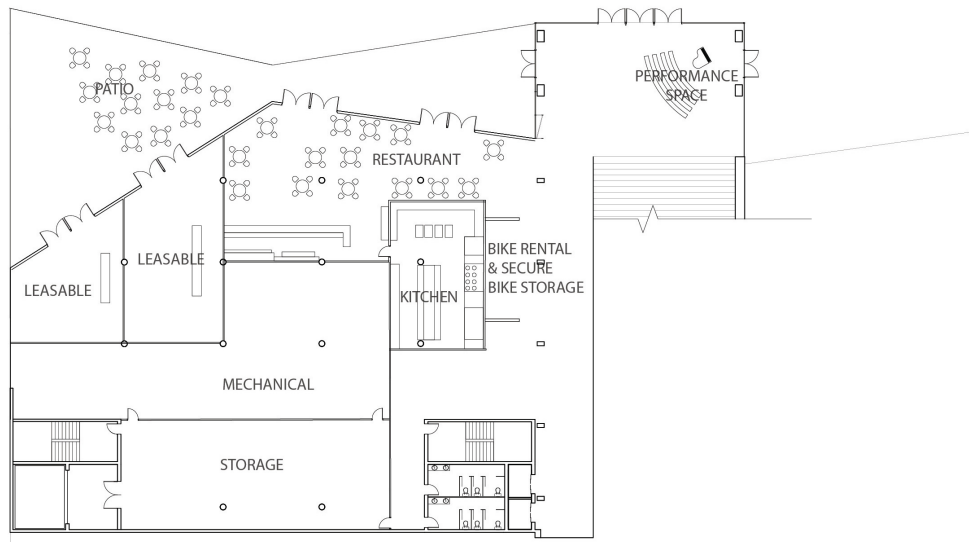 PATIO
PERFORMANCE
SPACE
RESTAURANT
LEASABLE
LEASABLE
BIKE RENTAL
& SECURE
BIKE STORAGE
KITCHEN
MECHANICAL
STORAGE